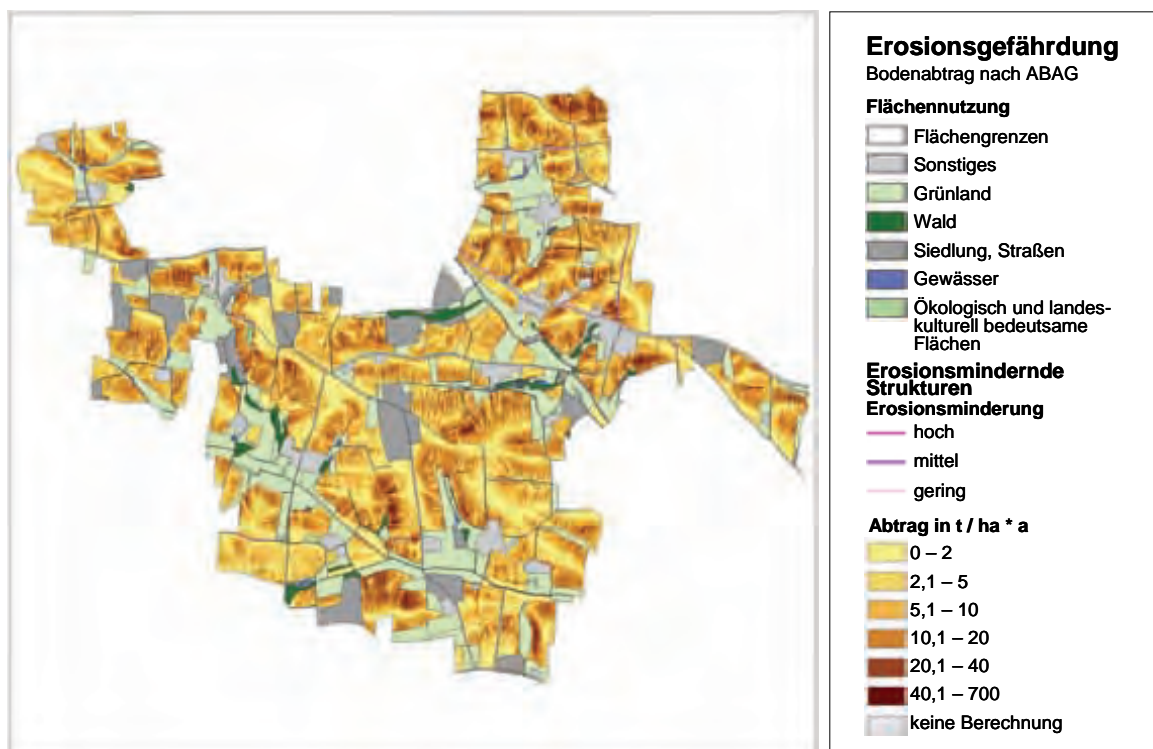 Erosionsgefährdung
Bodenabtrag nach ABAG
Flächennutzung
Flächengrenzen
Sonstiges
Grünland
Wald
Siedlung, Straßen
Gewässer
Ökologisch und landes-
kulturell bedeutsame
Flächen
Erosionsmindernde
Strukturen
Erosionsminderung
hoch
mittel
gering
Abtrag in t / ha * a
0 – 2
2,1 – 5
5,1 – 10
10,1 – 20
20,1 – 40
40,1 – 700
keine Berechnung